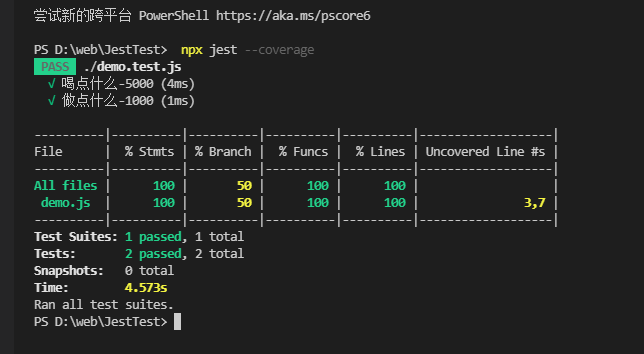 尝试新的跨平台 PowerShell https://aka.ms/pscore6
PS D:\web\JestTest>  npx jest --coverage
PASS  ./demo.test.js
√ 喝点什么-5000 (4ms)
√ 做点什么-1000 (1ms)
----------|----------|----------|----------|----------|-------------------|
File      |  % Stmts | % Branch |  % Funcs |  % Lines | Uncovered Line #s |
----------|----------|----------|----------|----------|-------------------|
All files |      100 |       50 |      100 |      100 |                   |
 demo.js  |      100 |       50 |      100 |      100 |               3,7 |
----------|----------|----------|----------|----------|-------------------|
Test Suites: 1 passed, 1 total
Tests:       2 passed, 2 total
Snapshots:   0 total
Time:        4.573s
Ran all test suites.
PS D:\web\JestTest>